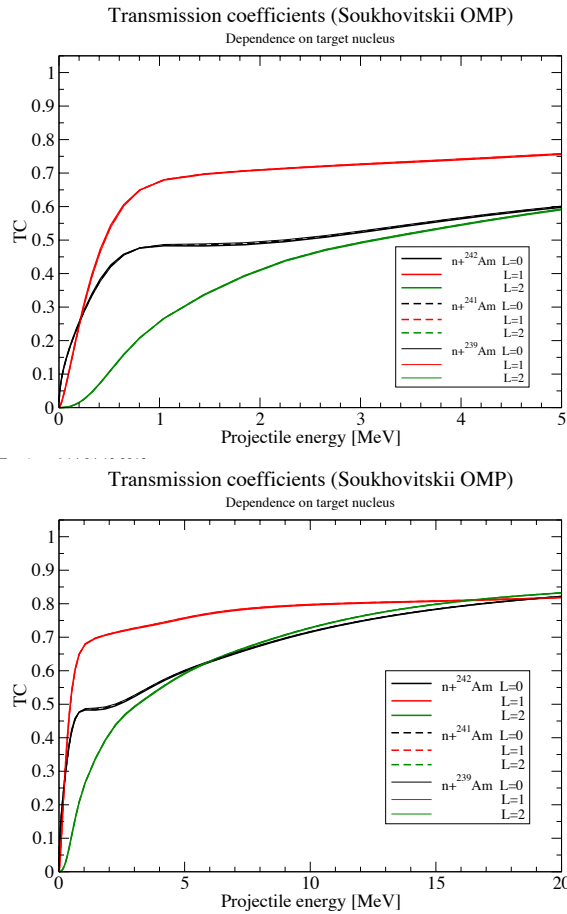 Transmission coefficients (Soukhovitskii OMP)
Dependence on target nucleus
1
0.9
0.8
0.7
0.6
0.5
0.4
0.3
0.2
0.1
0
TC
n+²⁴²Am L=0
L=1
L=2
n+²⁴¹Am L=0
L=1
L=2
n+²³⁹Am L=0
L=1
L=2
0 1 2 3 4 5
Projectile energy [MeV]
Transmission coefficients (Soukhovitskii OMP)
Dependence on target nucleus
1
0.9
0.8
0.7
0.6
0.5
0.4
0.3
0.2
0.1
0
TC
n+²⁴²Am L=0
L=1
L=2
n+²⁴¹Am L=0
L=1
L=2
n+²³⁹Am L=0
L=1
L=2
0 5 10 15 20
Projectile energy [MeV]